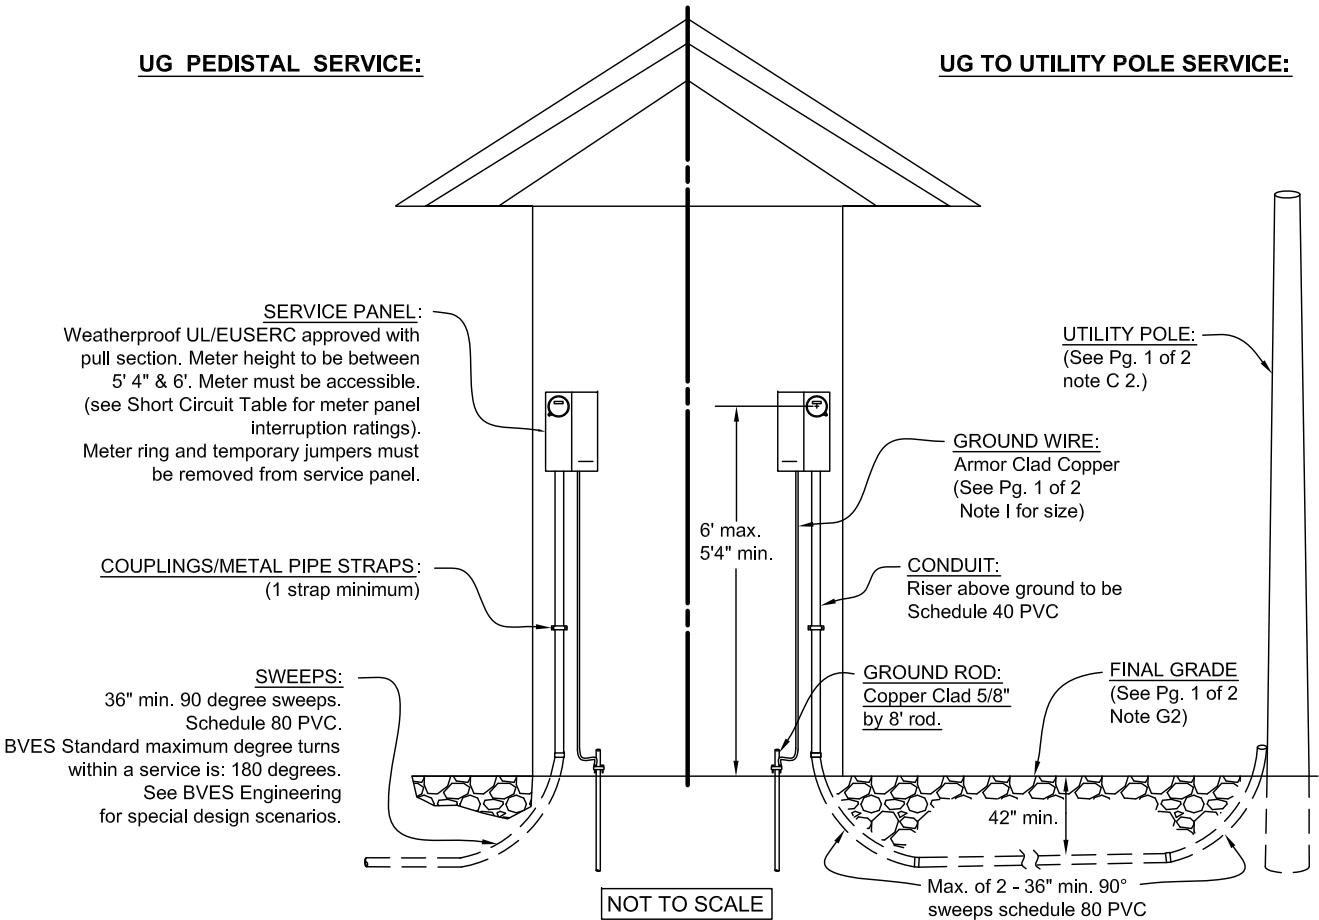 UG PEDISTAL SERVICE:
UG TO UTILITY POLE SERVICE:
SERVICE PANEL:
Weatherproof UL/EUSERC approved with
pull section. Meter height to be between
5' 4" & 6'. Meter must be accessible.
(see Short Circuit Table for meter panel
interruption ratings).
Meter ring and temporary jumpers must
be removed from service panel.
COUPLINGS/METAL PIPE STRAPS:
(1 strap minimum)
SWEEPS:
36" min. 90 degree sweeps.
Schedule 80 PVC.
BVES Standard maximum degree turns
within a service is: 180 degrees.
See BVES Engineering
for special design scenarios.
6' max.
5'4" min.
UTILITY POLE:
(See Pg. 1 of 2
note C 2.)
GROUND WIRE:
Armor Clad Copper
(See Pg. 1 of 2
Note I for size)
CONDUIT:
Riser above ground to be
Schedule 40 PVC
GROUND ROD:
Copper Clad 5/8"
by 8' rod.
FINAL GRADE
(See Pg. 1 of 2
Note G2)
42" min.
Max. of 2 - 36" min. 90°
sweeps schedule 80 PVC
NOT TO SCALE